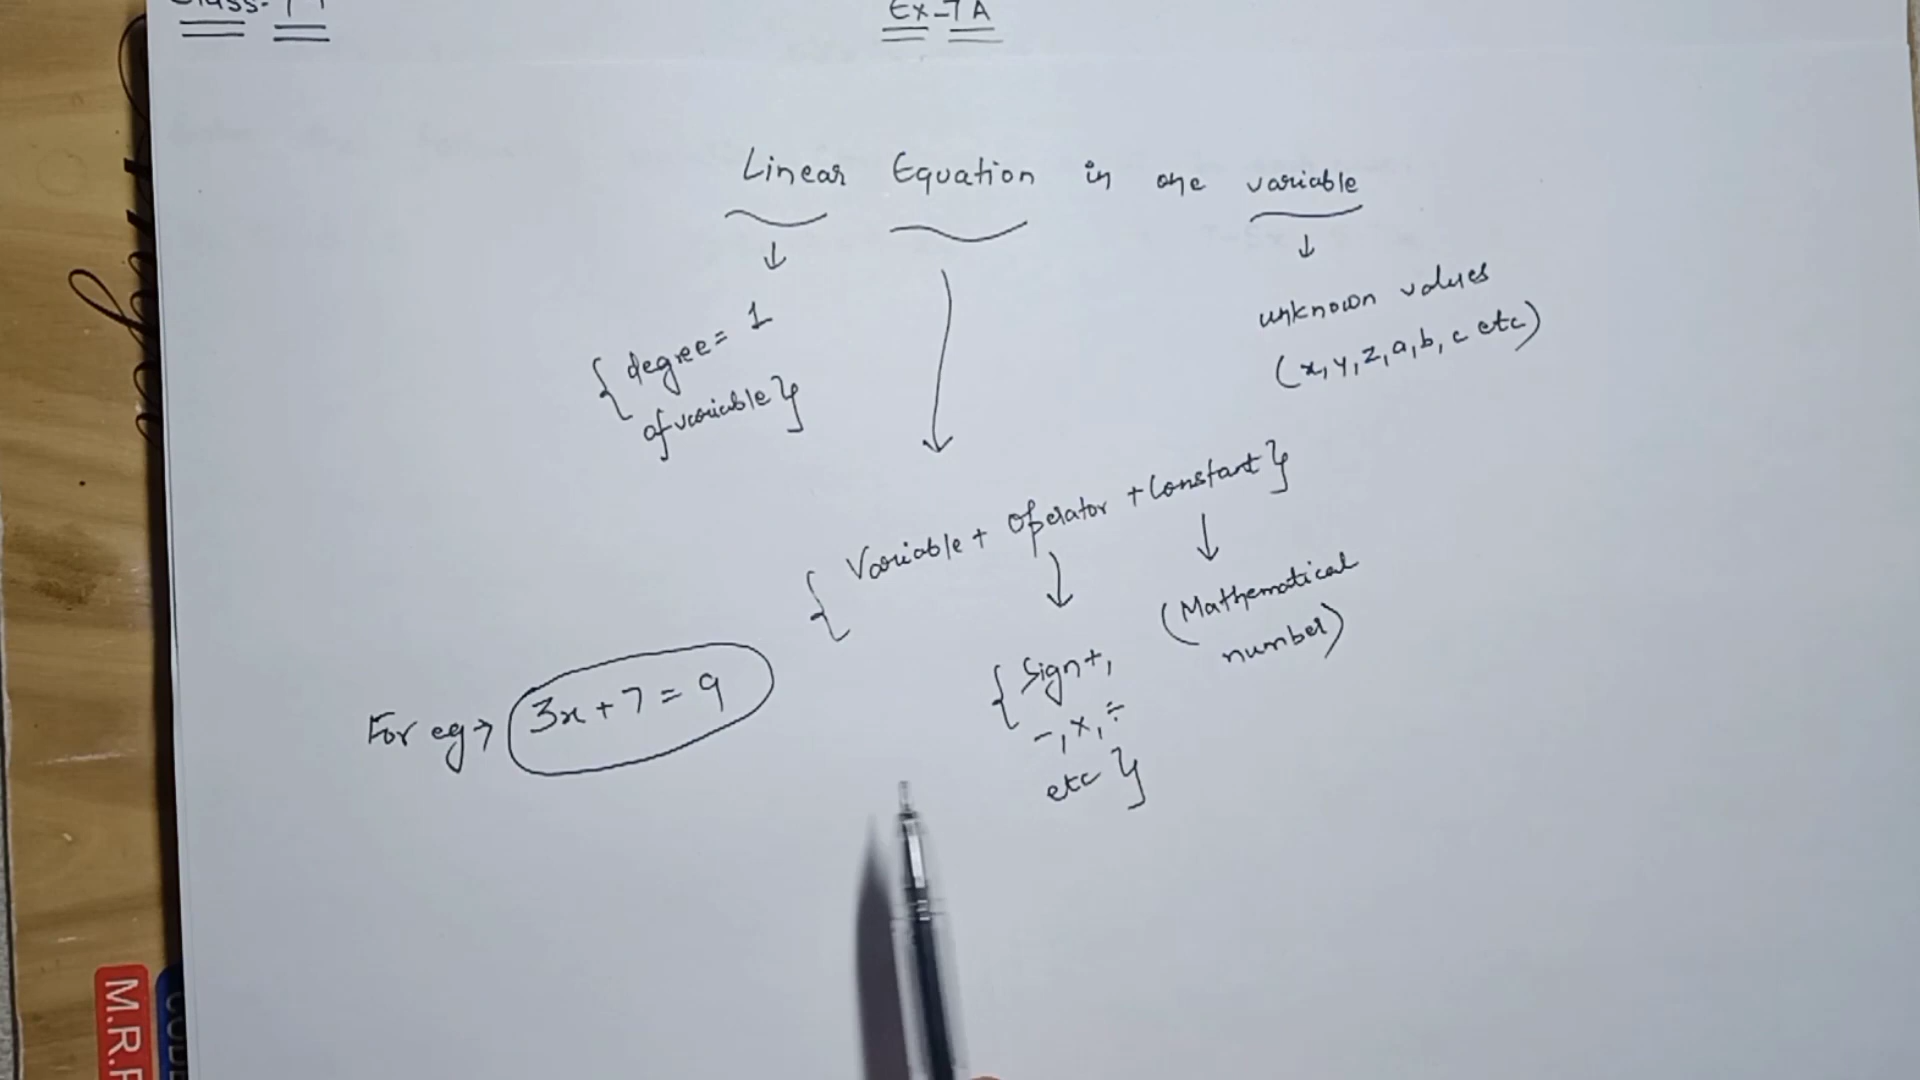 Class-
Ex-7A
Linear Equation in one variable
{degree = 1
of variable}
unknown values
(x, y, z, a, b, c etc)
{Variable + Operator + Constant}
(Mathematical
number)
{Sign +,
-, x, ÷
etc}
For eg → 3x + 7 = 9
M.R.P